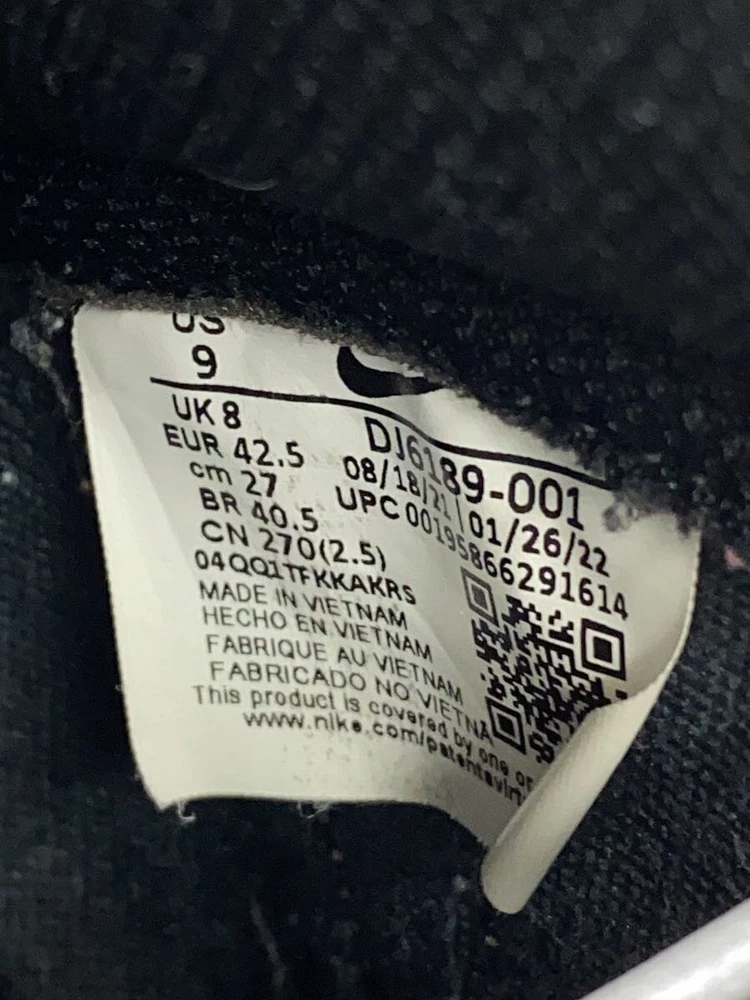 US
9
UK 8
EUR 42.5
cm 27
BR 40.5
CN 270(2.5)
04QQ1TFKKAKRS
MADE IN VIETNAM
HECHO EN VIETNAM
FABRIQUE AU VIETNAM
FABRICADO NO VIETNA
This product is covered by one or
www.nike.com/patents
DJ6189-001
08/18/21 01/26/22
UPC 00195866291614